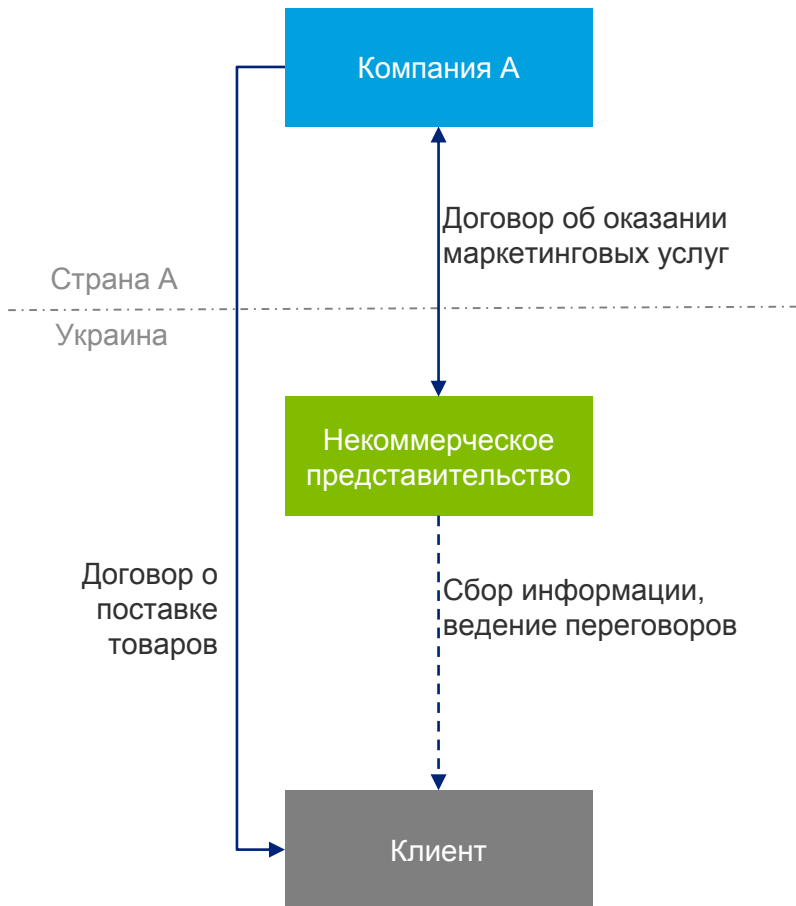 Компания А
Договор об оказании
маркетинговых услуг
Страна А
Украина
Некоммерческое
представительство
Договор о
поставке
товаров
Сбор информации,
ведение переговоров
Клиент